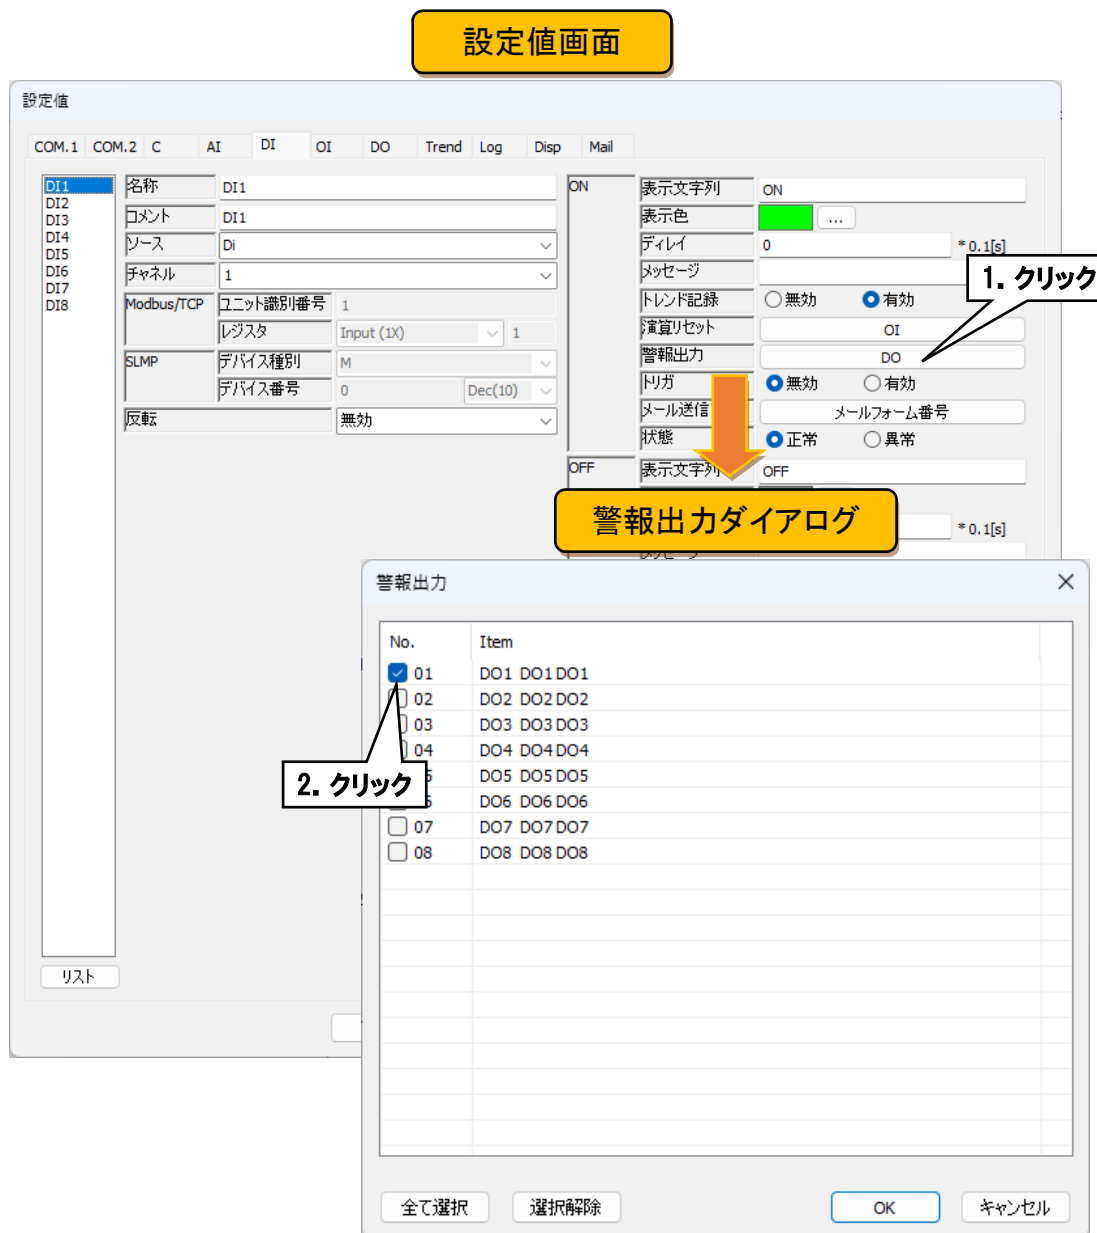 設定値画面
設定値
COM.1 COM.2 C AI DI OI DO Trend Log Disp Mail
DI1
DI2
DI3
DI4
DI5
DI6
DI7
DI8
リスト
名称 DI1
コメント DI1
ソース Di
チャネル 1
Modbus/TCP ユニット識別番号 1
レジスタ Input (1X) 1
SLMP デバイス種別 M
デバイス番号 0 Dec(10)
反転 無効
ON 表示文字列 ON
表示色 ...
ディレイ 0 *0.1[s]
メッセージ
1. クリック
トレンド記録 無効 有効
演算リセット OI
警報出力 DO
トリガ 無効 有効
メール送信 メールフォーム番号
状態 正常 異常
OFF 表示文字列 OFF
警報出力ダイアログ
*0.1[s]
警報出力
No. Item
01 DO1 DO1 DO1
02 DO2 DO2 DO2
03 DO3 DO3 DO3
04 DO4 DO4 DO4
2. クリック
DO5 DO5 DO5
DO6 DO6 DO6
07 DO7 DO7 DO7
08 DO8 DO8 DO8
全て選択 選択解除 OK キャンセル